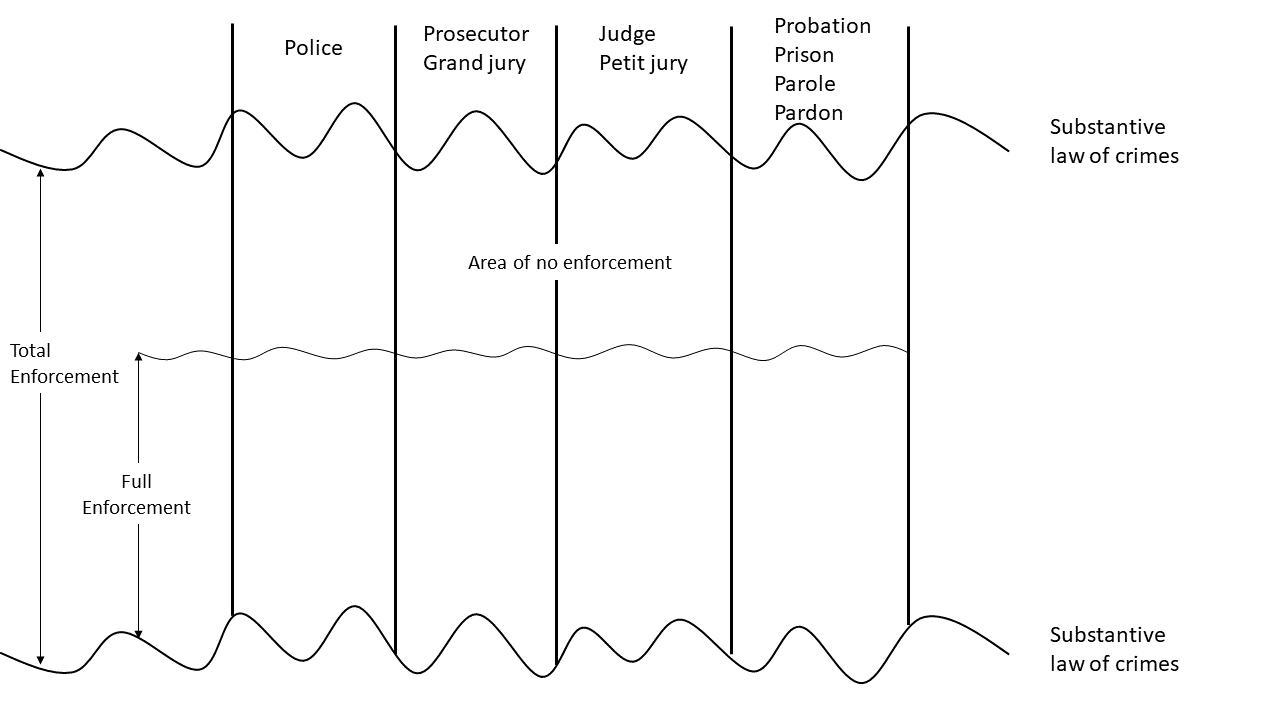 Police
Prosecutor
Grand jury
Judge
Petit jury
Probation
Prison
Parole
Pardon
Substantive
law of crimes
Area of no enforcement
Total
Enforcement
Full
Enforcement
Substantive
law of crimes